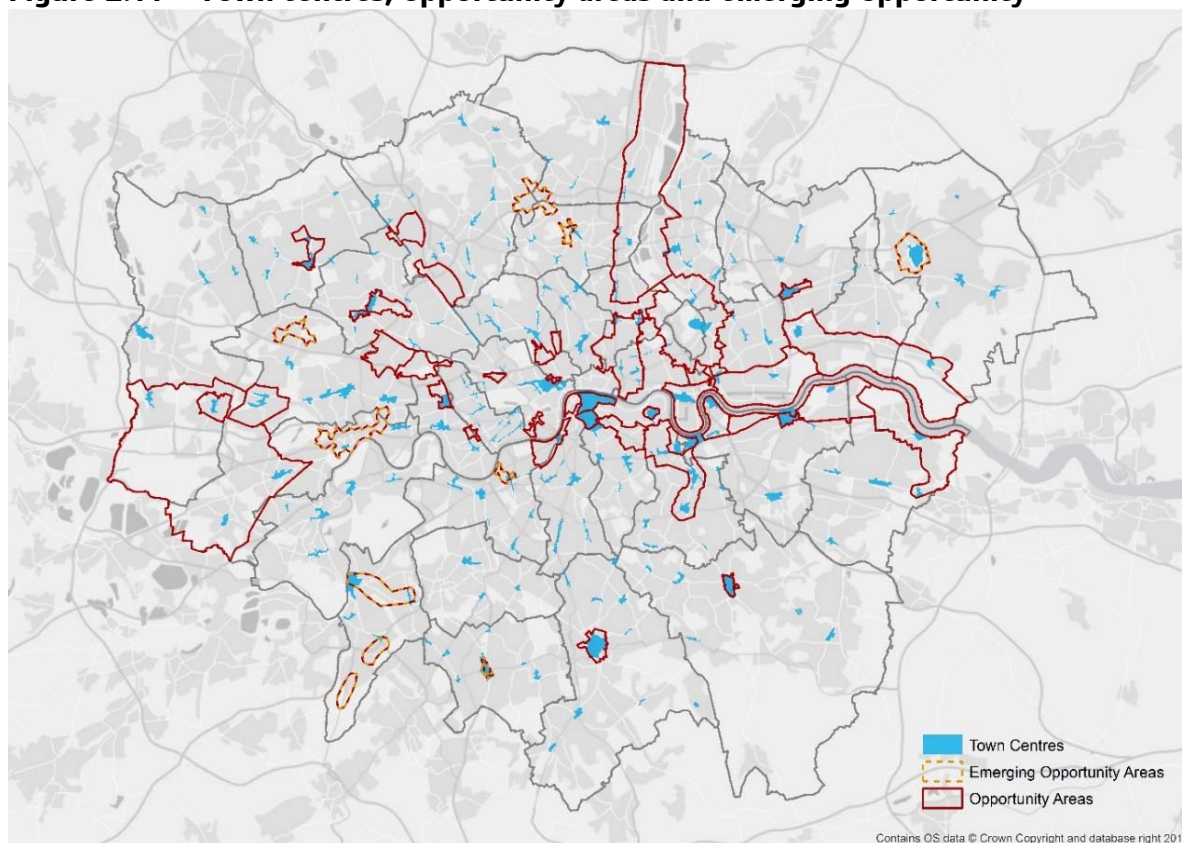 Town centres, opportunity areas and emerging opportunity
Town Centres
Emerging Opportunity Areas
Opportunity Areas
Contains OS data © Crown Copyright and database right 201